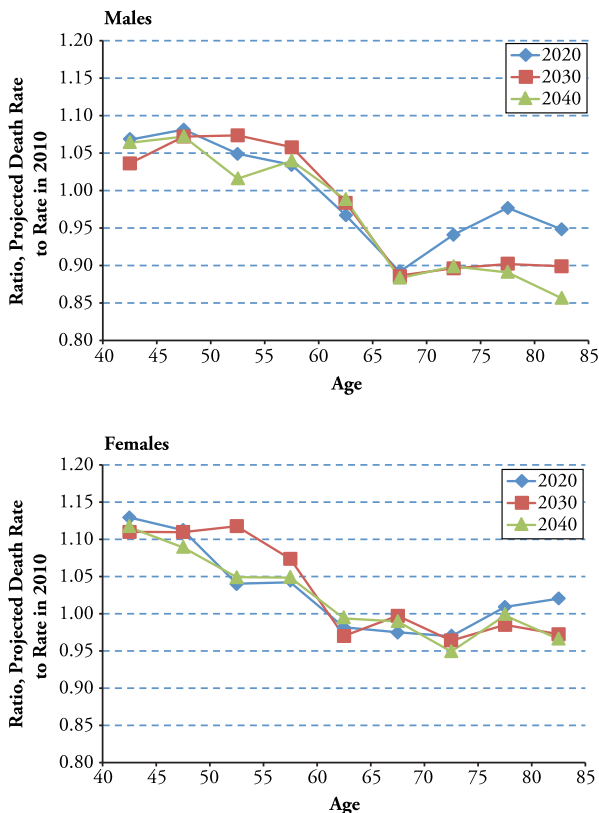 Males
Ratio, Projected Death Rate
to Rate in 2010
1.20
1.15
1.10
1.05
1.00
0.95
0.90
0.85
0.80
2020
2030
2040
40 45 50 55 60 65 70 75 80 85
Age
Females
Ratio, Projected Death Rate
to Rate in 2010
1.20
1.15
1.10
1.05
1.00
0.95
0.90
0.85
0.80
2020
2030
2040
40 45 50 55 60 65 70 75 80 85
Age